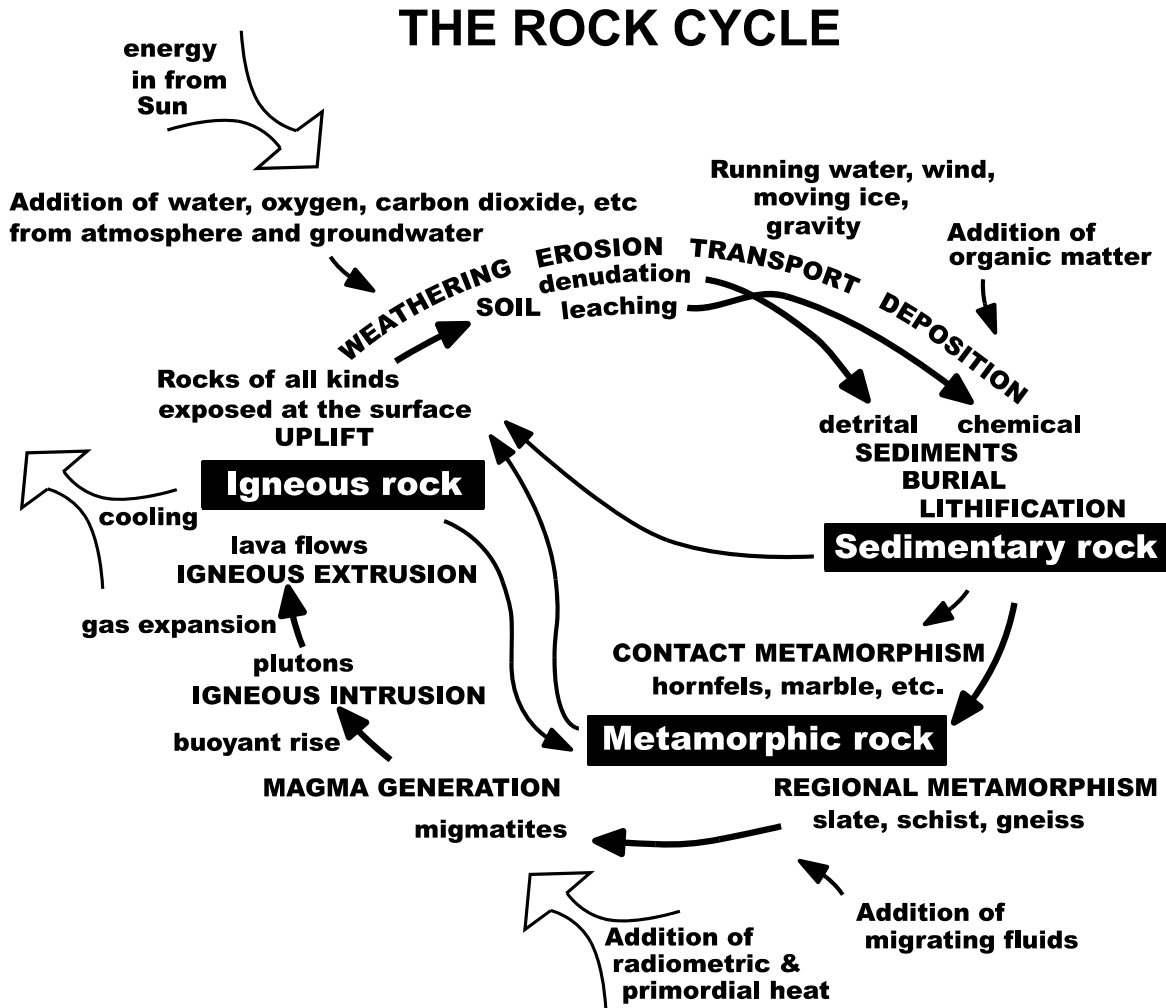 THE ROCK CYCLE
energy
in from
Sun
Addition of water, oxygen, carbon dioxide, etc
from atmosphere and groundwater
Running water, wind,
moving ice,
gravity
Addition of
organic matter
WEATHERING
EROSION
TRANSPORT
DEPOSITION
denudation
SOIL leaching
Rocks of all kinds
exposed at the surface
UPLIFT
Igneous rock
cooling
lava flows
IGNEOUS EXTRUSION
gas expansion
plutons
IGNEOUS INTRUSION
buoyant rise
MAGMA GENERATION
migmatites
detrital chemical
SEDIMENTS
BURIAL
LITHIFICATION
Sedimentary rock
CONTACT METAMORPHISM
hornfels, marble, etc.
Metamorphic rock
REGIONAL METAMORPHISM
slate, schist, gneiss
Addition of
migrating fluids
Addition of
radiometric &
primordial heat